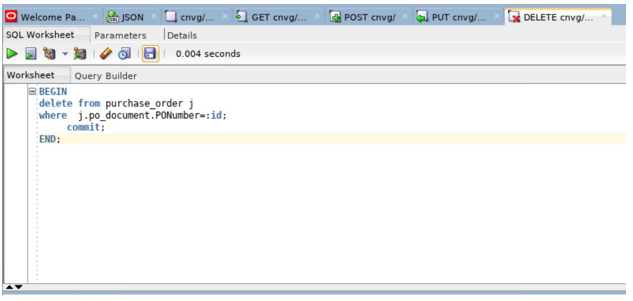 Welcome Pa... JSON cnvg/... GET cnvg/... POST cnvg/ PUT cnvg/... DELETE cnvg/...
SQL Worksheet Parameters Details
0.004 seconds
Worksheet Query Builder
BEGIN
delete from purchase_order j
where  j.po_document.PONumber=:id;
     commit;
END;